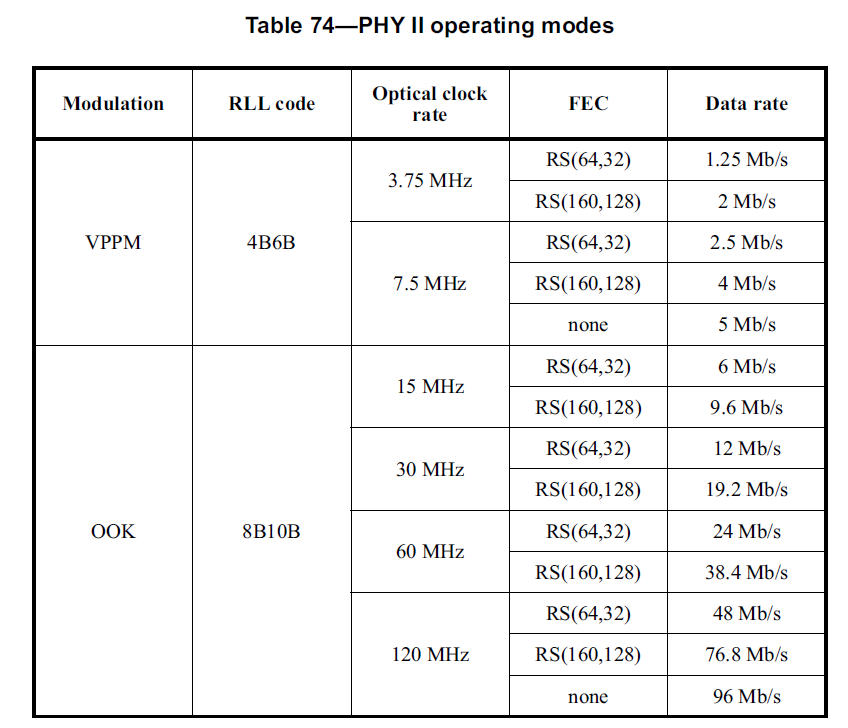 Table 74—PHY II operating modes
Modulation RLL code Optical clock rate FEC Data rate
VPPM 4B6B 3.75 MHz RS(64,32) 1.25 Mb/s
RS(160,128) 2 Mb/s
7.5 MHz RS(64,32) 2.5 Mb/s
RS(160,128) 4 Mb/s
none 5 Mb/s
OOK 8B10B 15 MHz RS(64,32) 6 Mb/s
RS(160,128) 9.6 Mb/s
30 MHz RS(64,32) 12 Mb/s
RS(160,128) 19.2 Mb/s
60 MHz RS(64,32) 24 Mb/s
RS(160,128) 38.4 Mb/s
120 MHz RS(64,32) 48 Mb/s
RS(160,128) 76.8 Mb/s
none 96 Mb/s